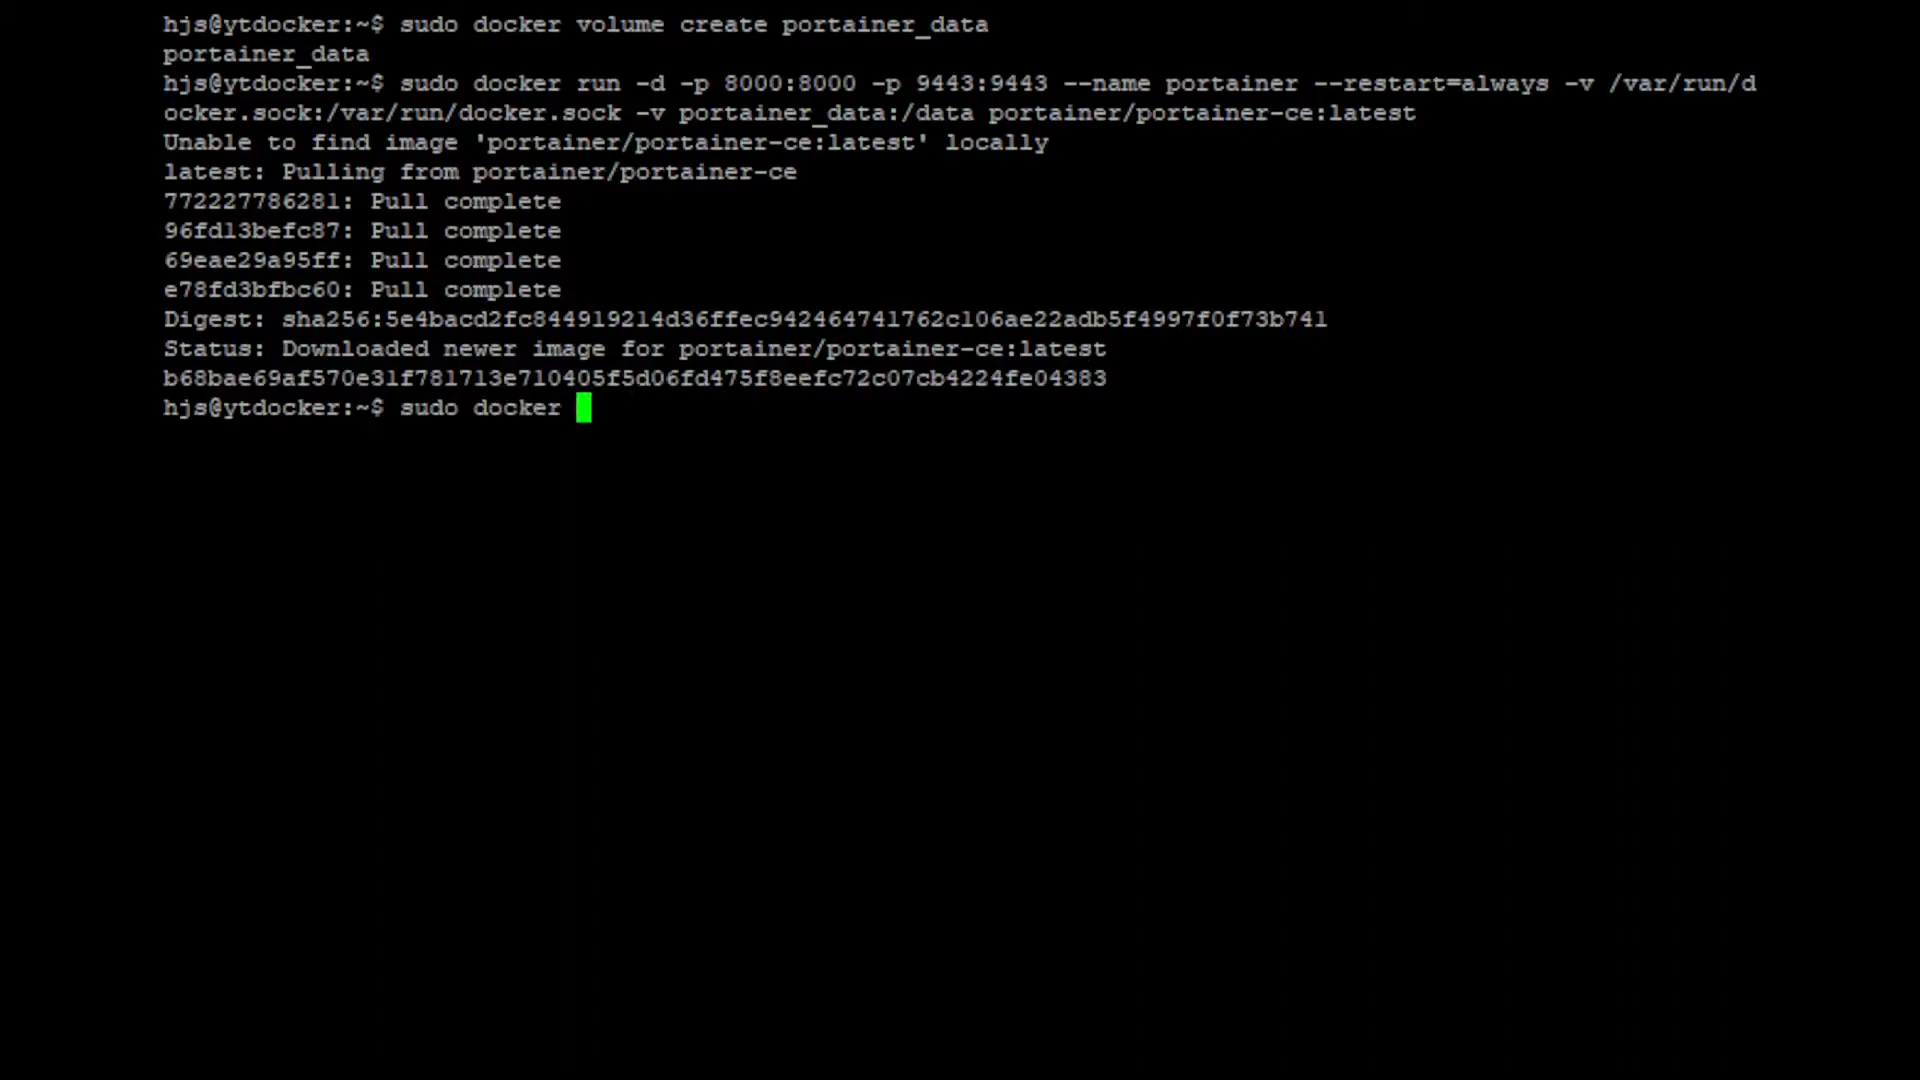 hjs@ytdocker:~$ sudo docker volume create portainer_data
portainer_data
hjs@ytdocker:~$ sudo docker run -d -p 8000:8000 -p 9443:9443 --name portainer --restart=always -v /var/run/d
ocker.sock:/var/run/docker.sock -v portainer_data:/data portainer/portainer-ce:latest
Unable to find image 'portainer/portainer-ce:latest' locally
latest: Pulling from portainer/portainer-ce
772227786281: Pull complete
96fd13befc87: Pull complete
69eae29a95ff: Pull complete
e78fd3bfbc60: Pull complete
Digest: sha256:5e4bacd2fc844919214d36ffec942464741762c106ae22adb5f4997f0f73b741
Status: Downloaded newer image for portainer/portainer-ce:latest
b68bae69af570e31f781713e710405f5d06fd475f8eefc72c07cb4224fe04383
hjs@ytdocker:~$ sudo docker